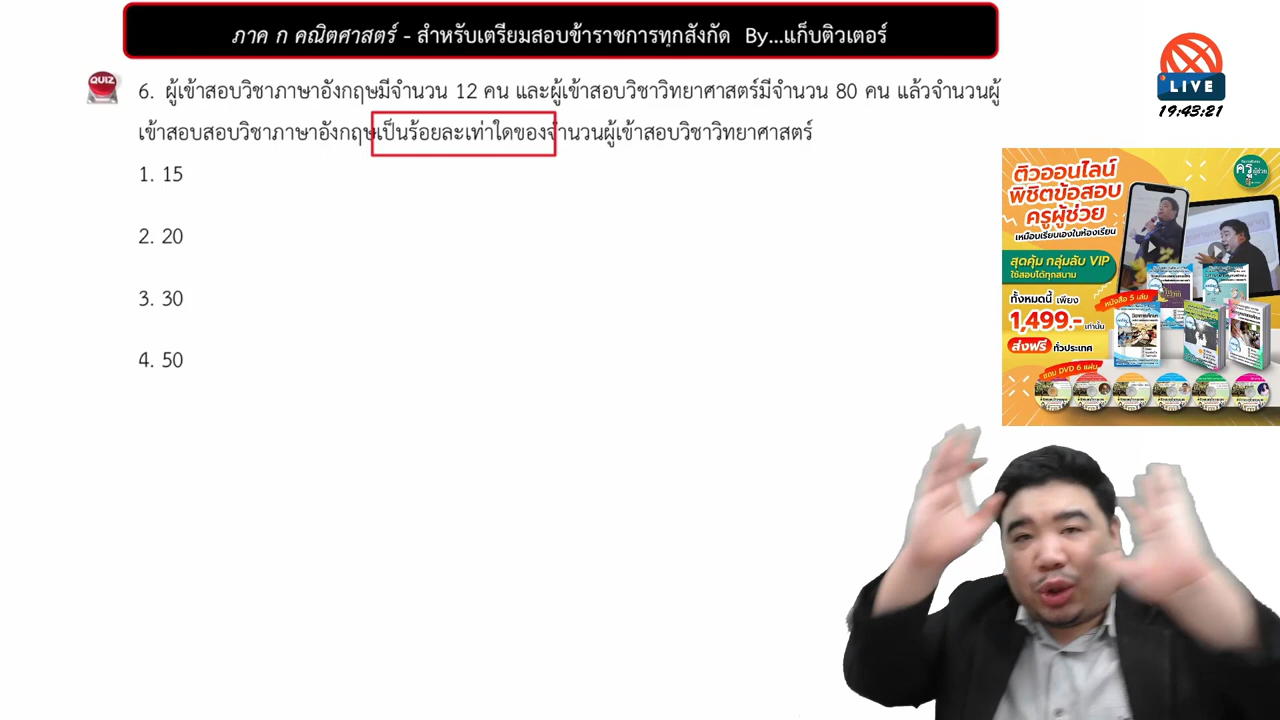 ภาค ก คณิตศาสตร์ - สำหรับเตรียมสอบข้าราชการทุกสังกัด By...แก็บติวเตอร์
QUIZ
6. ผู้เข้าสอบวิชาภาษาอังกฤษมีจำนวน 12 คน และผู้เข้าสอบวิชาวิทยาศาสตร์มีจำนวน 80 คน แล้วจำนวนผู้
เข้าสอบสอบวิชาภาษาอังกฤษเป็นร้อยละเท่าใดของจำนวนผู้เข้าสอบวิชาวิทยาศาสตร์
1. 15
2. 20
3. 30
4. 50
LIVE
19:43:21
ติวออนไลน์
พิชิตข้อสอบ
ครูผู้ช่วย
เหมือนเรียนเองในห้องเรียน
สุดคุ้ม กลุ่มลับ VIP
ใช้สอบได้ทุกสนาม
ทั้งหมดนี้ เพียง
1,499.- เท่านั้น
ส่งฟรี ทั่วประเทศ
หนังสือ 5 เล่ม
แถม DVD 6 แผ่น
ครูผู้ช่วย